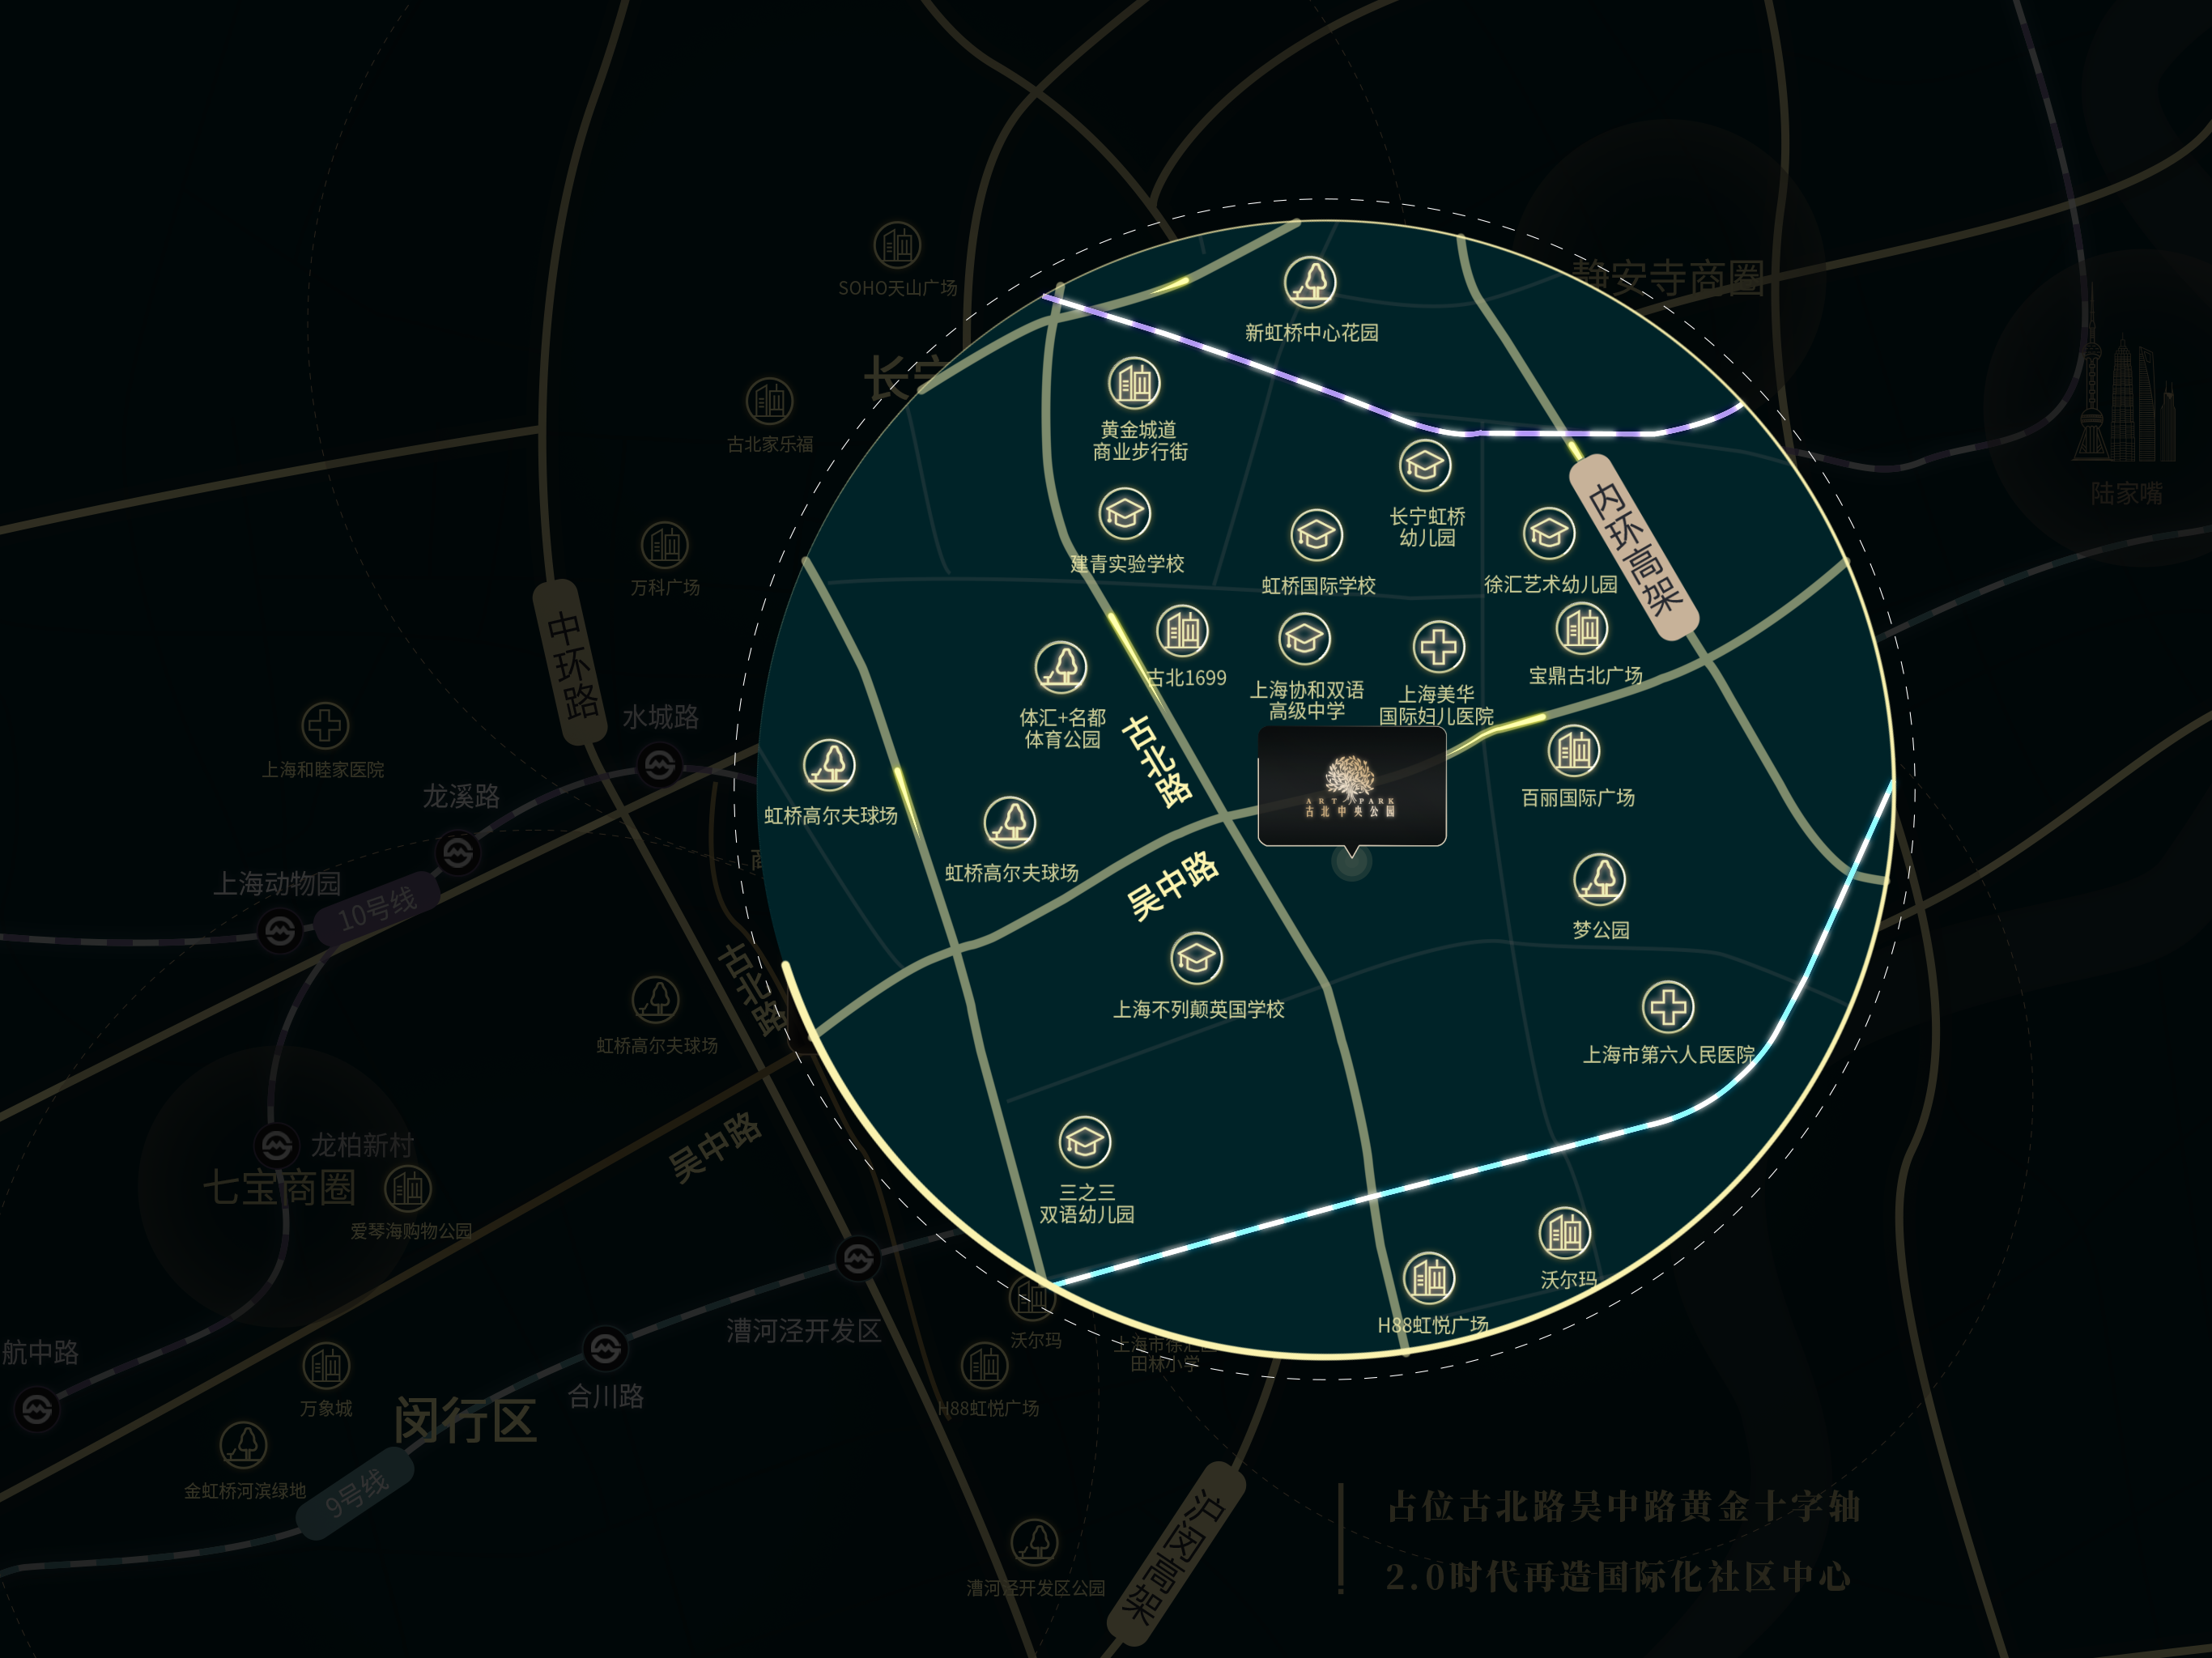 SOHO天山广场
静安寺商圈
新虹桥中心花园
长宁
古北家乐福
黄金城道
商业步行街
陆家嘴
内环高架
长宁虹桥
幼儿园
建青实验学校
虹桥国际学校
徐汇艺术幼儿园
万科广场
中环路
古北1699
上海协和双语
高级中学
上海美华
国际妇儿医院
宝鼎古北广场
体汇+名都
体育公园
水城路
上海和睦家医院
龙溪路
古北路
ART PARK
古北中央公园
百丽国际广场
虹桥高尔夫球场
虹桥高尔夫球场
上海动物园
10号线
吴中路
梦公园
古北路
上海不列颠英国学校
虹桥高尔夫球场
上海市第六人民医院
龙柏新村
七宝商圈
吴中路
爱琴海购物公园
三之三
双语幼儿园
沃尔玛
H88虹悦广场
航中路
漕河泾开发区
沃尔玛
上海市徐汇区
田林小学
合川路
万象城
H88虹悦广场
闵行区
金虹桥河滨绿地
9号线
沪闵高架
漕河泾开发区公园
占位古北路吴中路黄金十字轴
2.0时代再造国际化社区中心